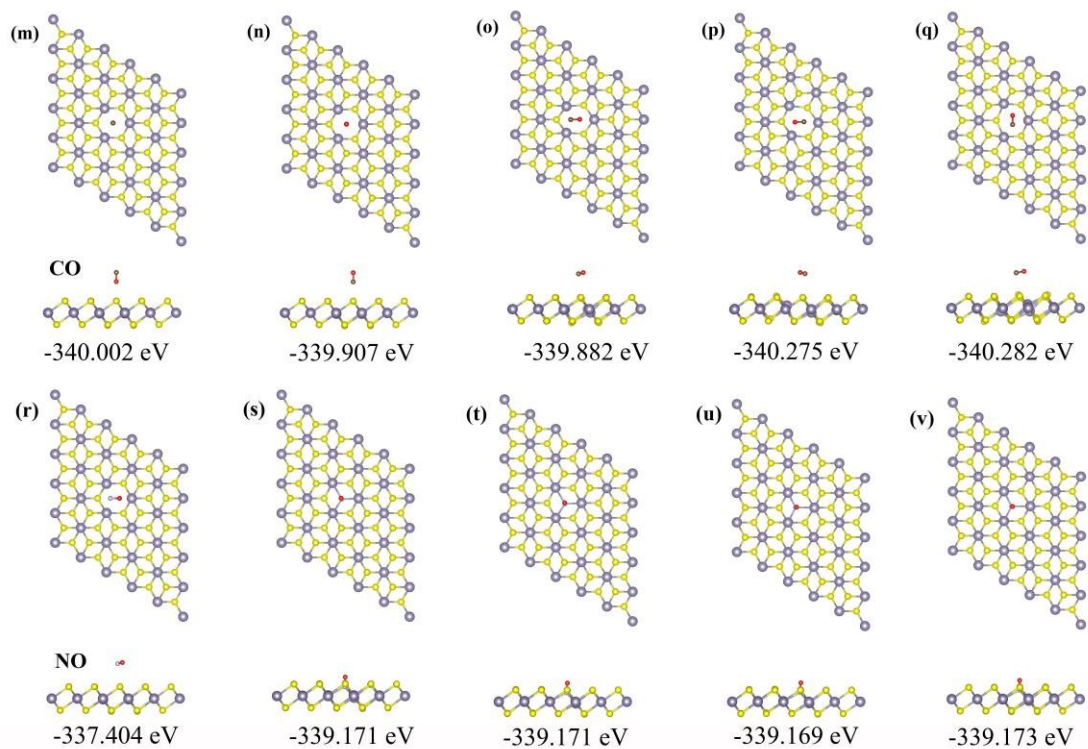 (m) (n) (o) (p) (q)
CO
-340.002 eV -339.907 eV -339.882 eV -340.275 eV -340.282 eV
(r) (s) (t) (u) (v)
NO
-337.404 eV -339.171 eV -339.171 eV -339.169 eV -339.173 eV